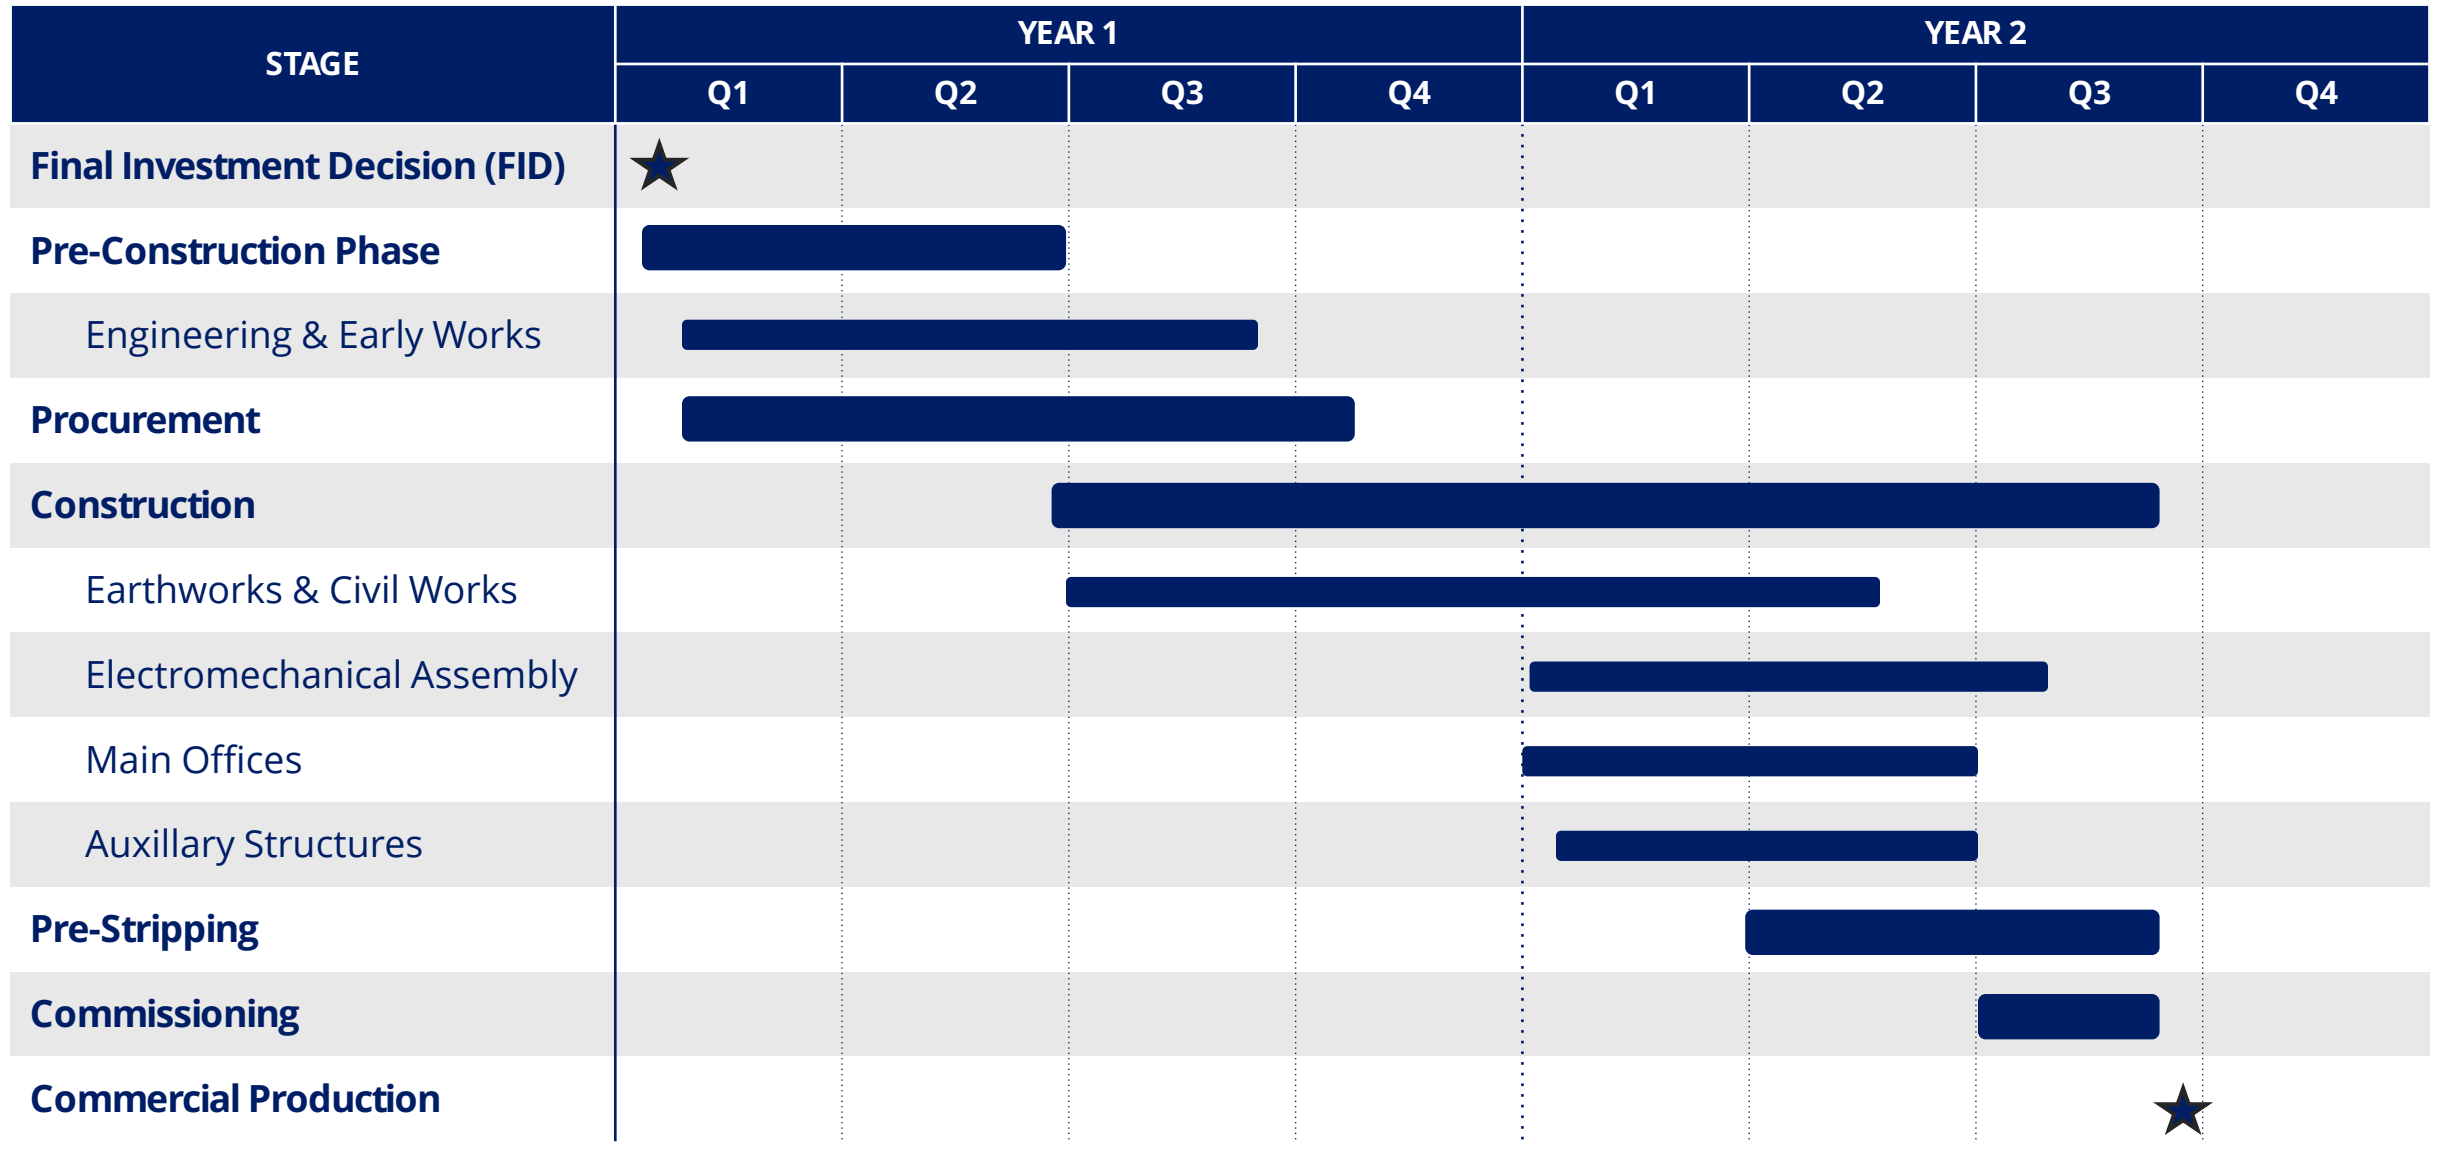 STAGE
YEAR 1
YEAR 2
Q1
Q2
Q3
Q4
Q1
Q2
Q3
Q4
Final Investment Decision (FID)
Pre-Construction Phase
Engineering & Early Works
Procurement
Construction
Earthworks & Civil Works
Electromechanical Assembly
Main Offices
Auxillary Structures
Pre-Stripping
Commissioning
Commercial Production